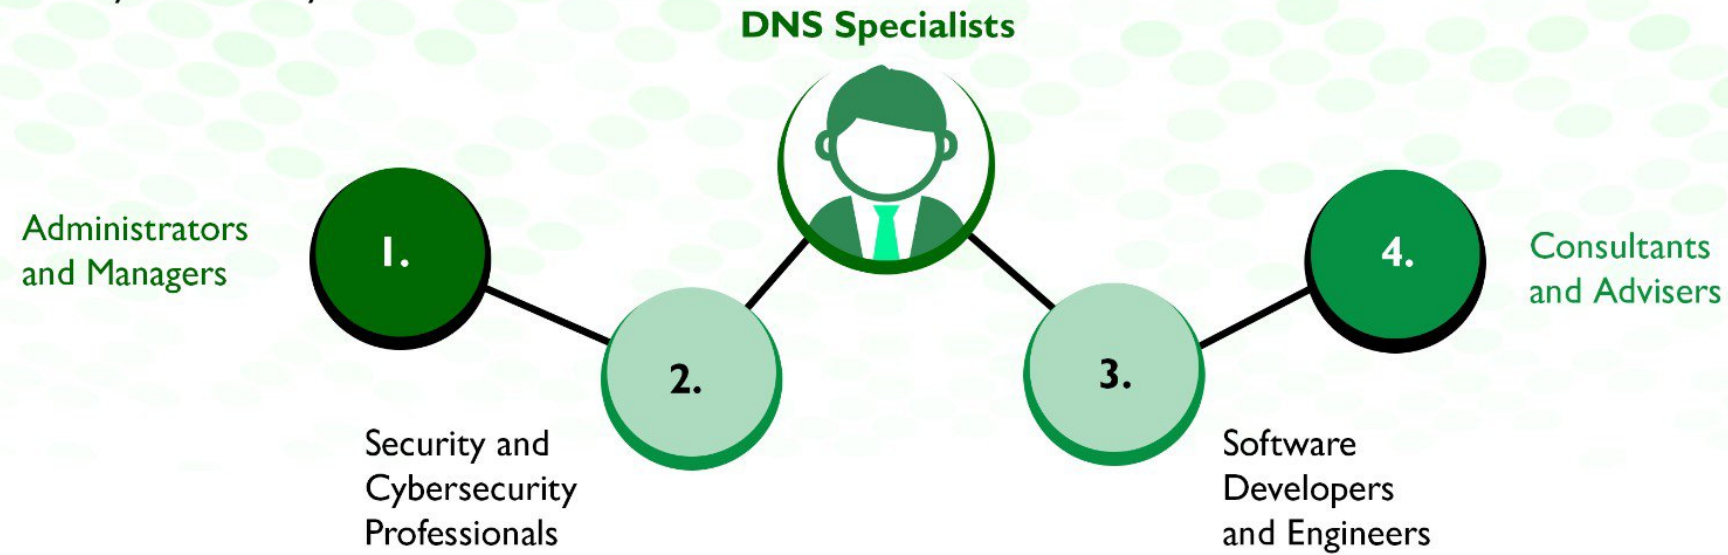 DNS Specialists
1.
Administrators
and Managers
2.
Security and
Cybersecurity
Professionals
3.
Software
Developers
and Engineers
4.
Consultants
and Advisers